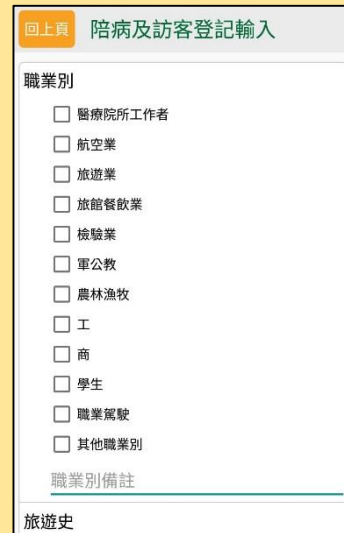 回上頁 陪病及訪客登記輸入
職業別
醫療院所工作者
航空業
旅遊業
旅館餐飲業
檢驗業
軍公教
農林漁牧
工
商
學生
職業駕駛
其他職業別
職業別備註
旅遊史